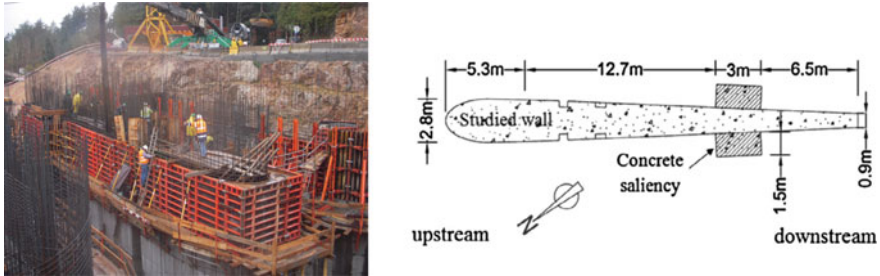 5.3m
12.7m
3m
6.5m
2.8m
Studied wall
Concrete
saliency
1.5m
0.9m
N
upstream
downstream